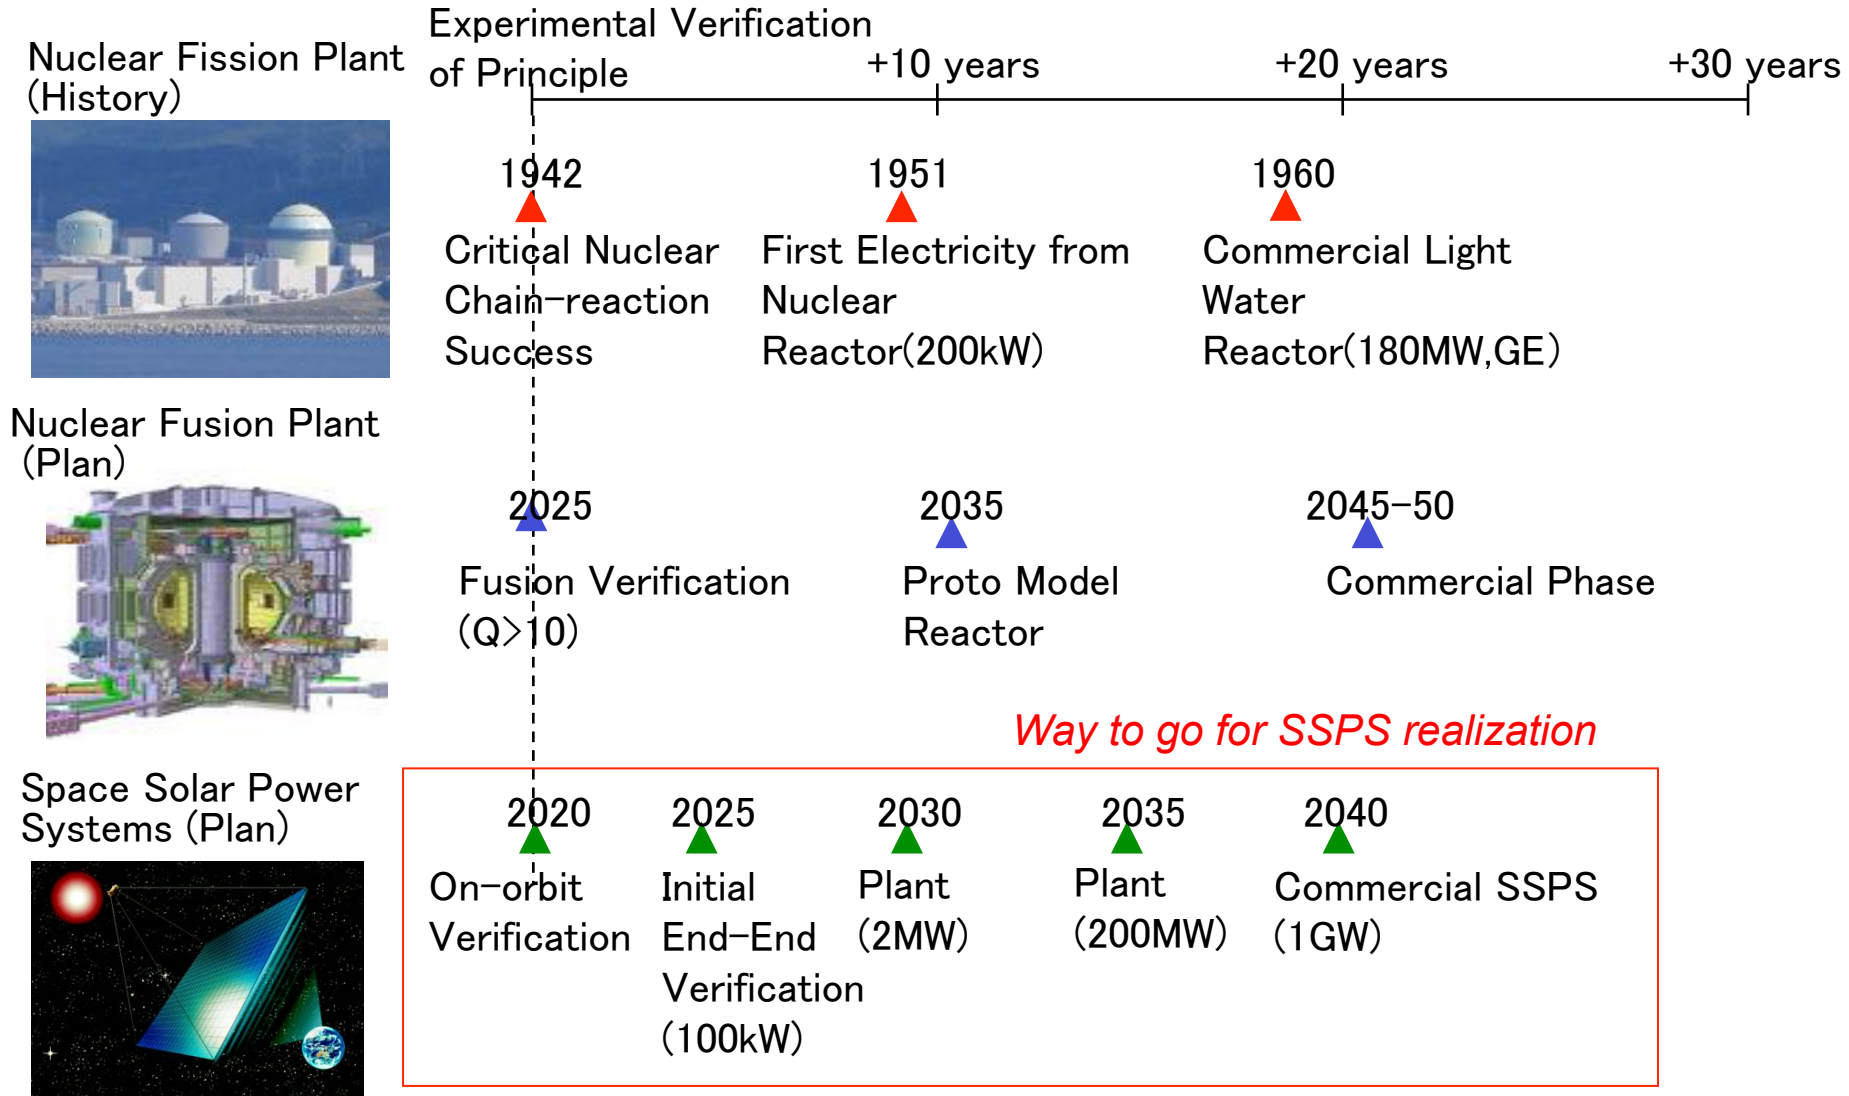 Experimental Verification
of Principle
+10 years
+20 years
+30 years
Nuclear Fission Plant
(History)
1942
1951
1960
Critical Nuclear
Chain-reaction
Success
First Electricity from
Nuclear
Reactor(200kW)
Commercial Light
Water
Reactor(180MW,GE)
Nuclear Fusion Plant
(Plan)
2025
2035
2045-50
Fusion Verification
(Q>10)
Proto Model
Reactor
Commercial Phase
Way to go for SSPS realization
Space Solar Power
Systems (Plan)
2020
2025
2030
2035
2040
On-orbit
Verification
Initial
End-End
Verification
(100kW)
Plant
(2MW)
Plant
(200MW)
Commercial SSPS
(1GW)